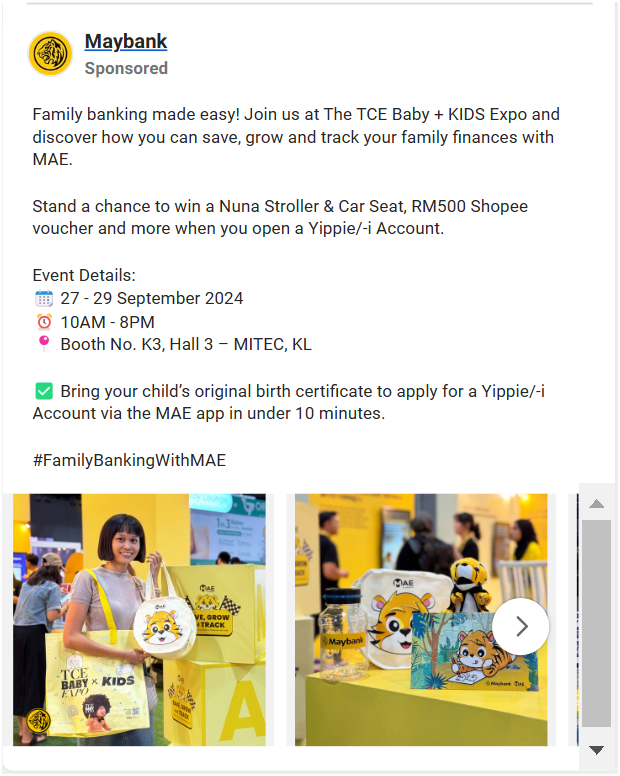 Maybank
Sponsored
Family banking made easy! Join us at The TCE Baby + KIDS Expo and
discover how you can save, grow and track your family finances with
MAE.
Stand a chance to win a Nuna Stroller & Car Seat, RM500 Shopee
voucher and more when you open a Yippie/-i Account.
Event Details:
27 - 29 September 2024
10AM - 8PM
Booth No. K3, Hall 3 – MITEC, KL
Bring your child’s original birth certificate to apply for a Yippie/-i
Account via the MAE app in under 10 minutes.
#FamilyBankingWithMAE
MAE
SAVE, GROW
TRACK
TCE
BABY x KIDS
EXPO
A
MAE
Maybank
Maybank MAE